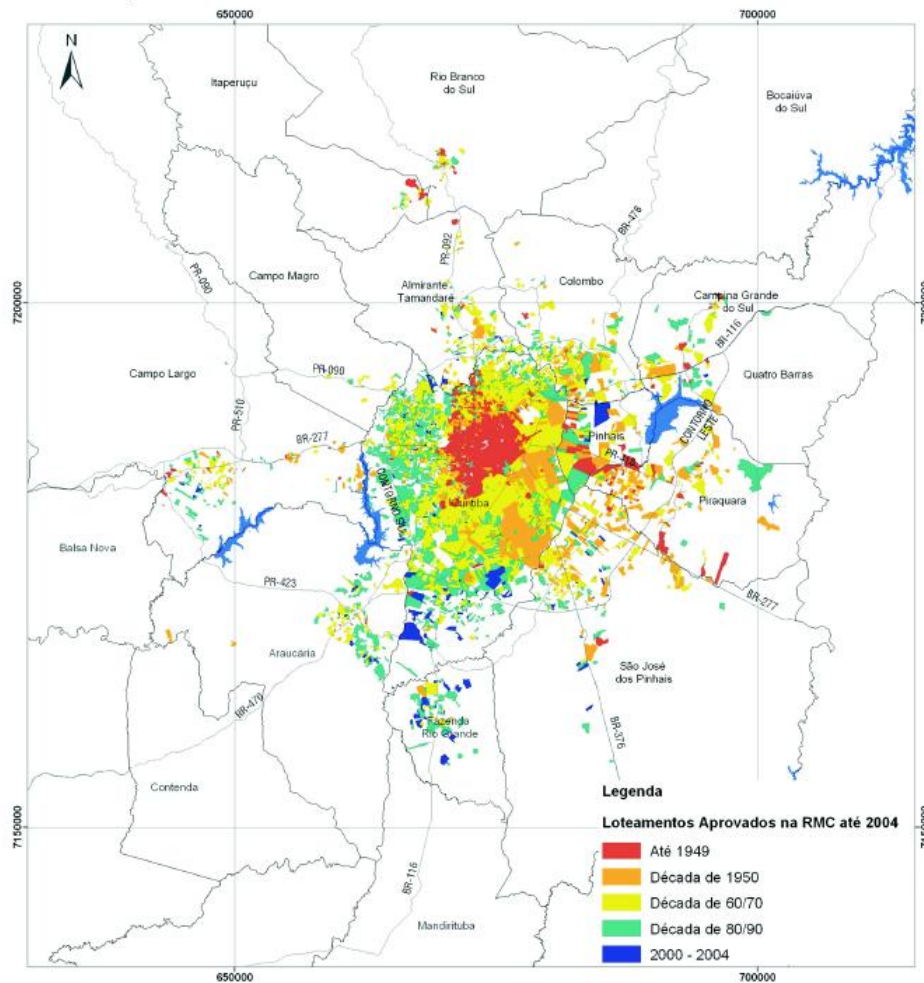 650000
700000
N
Itaperuçu
Rio Branco
do Sul
Bocaiúva
do Sul
BR-476
PR-092
PR-090
Campo Magro
Almirante
Tamandaré
Colombo
Campina Grande
do Sul
7200000
BR-116
Campo Largo
PR-090
Quatro Barras
PR-510
CONTORNO
LESTE
BR-277
Pinhais
CONTORNO SUL
Curitiba
Piraquara
Balsa Nova
PR-423
BR-277
Araucária
São José
dos Pinhais
BR-476
Fazenda
Rio Grande
BR-376
Contenda
Legenda
7150000
Loteamentos Aprovados na RMC até 2004
Até 1949
Década de 1950
BR-116
Década de 60/70
Mandirituba
Década de 80/90
2000 - 2004
650000
700000